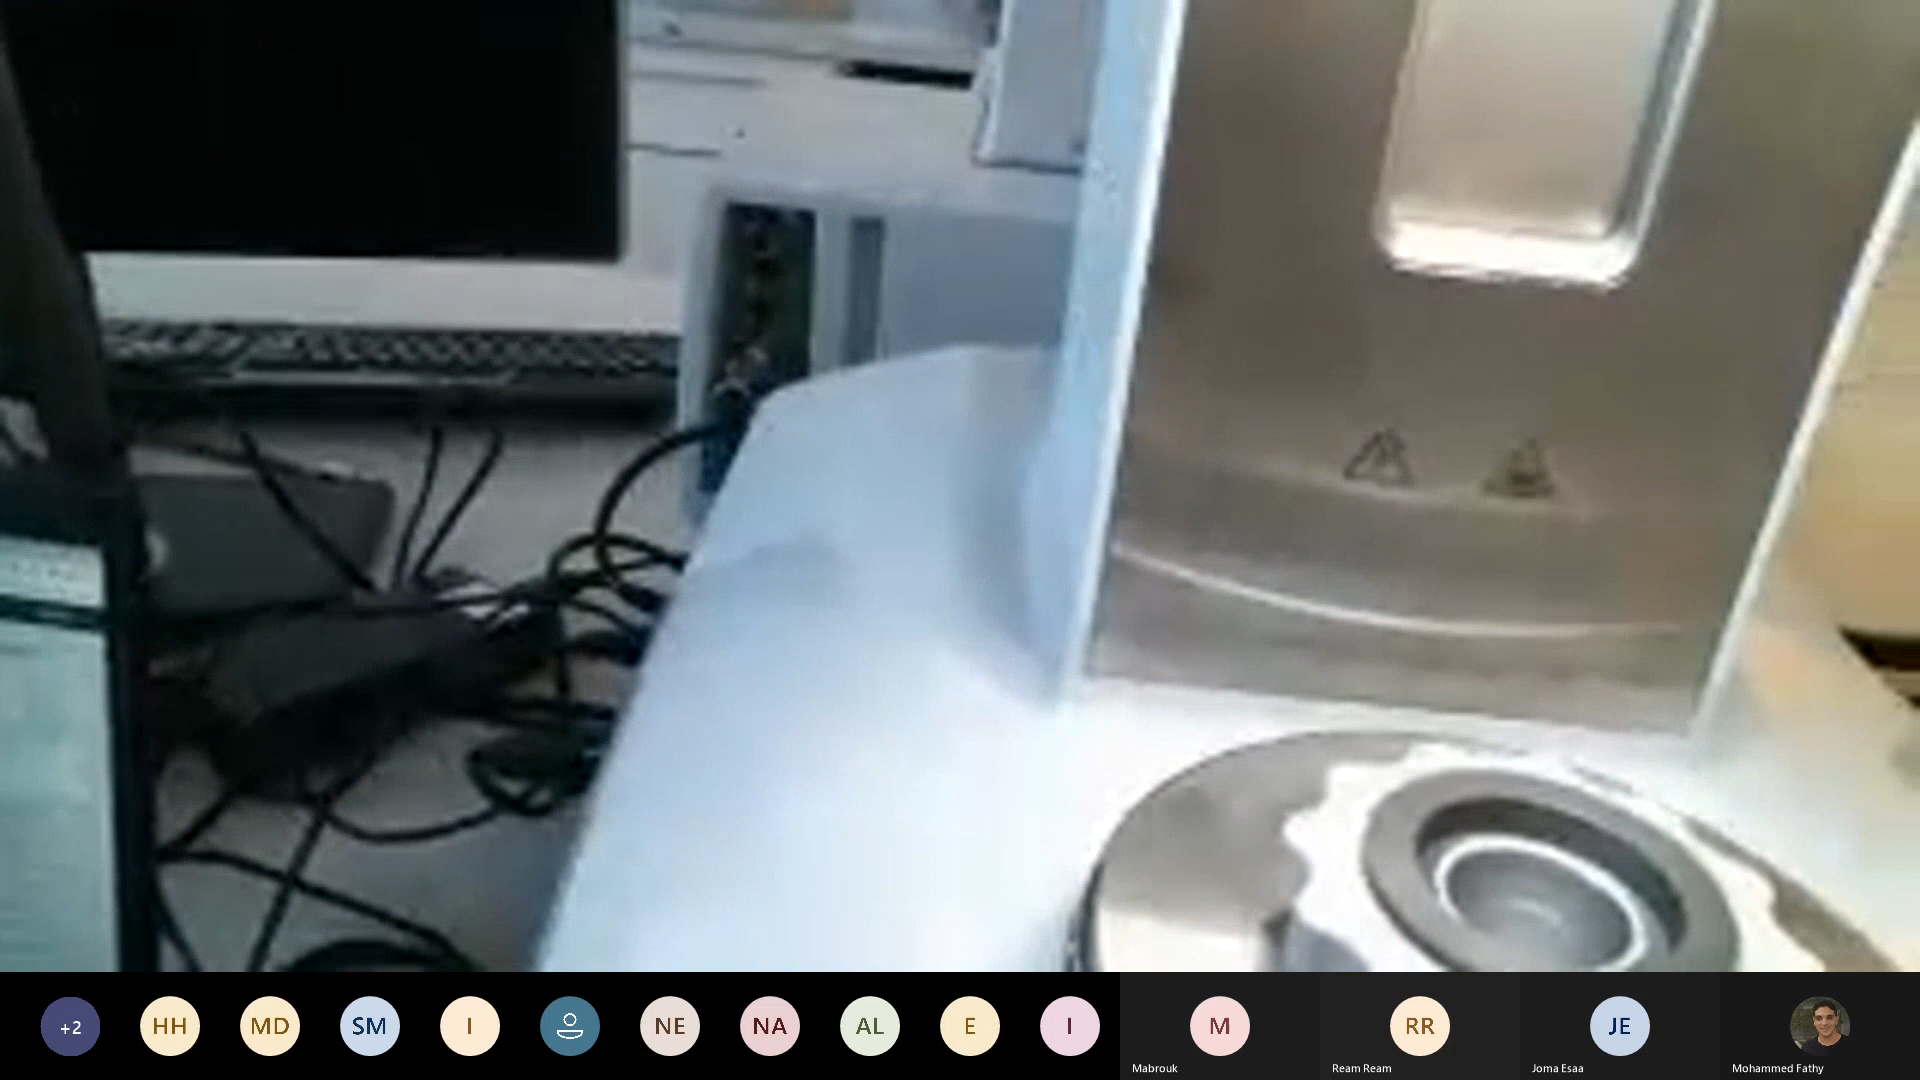 +2
HH
MD
SM
I
NE
NA
AL
E
I
M
RR
JE
Mabrouk
Ream Ream
Joma Esaa
Mohammed Fathy